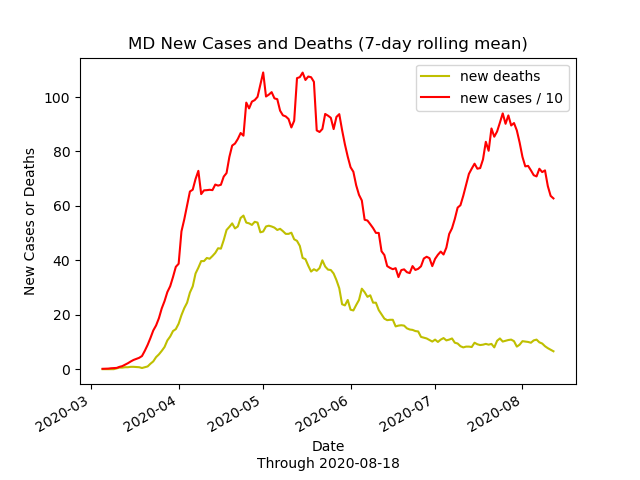 MD New Cases and Deaths (7-day rolling mean)
new deaths
new cases / 10
New Cases or Deaths
100
80
60
40
20
0
2020-03
2020-04
2020-05
2020-06
2020-07
2020-08
Date
Through 2020-08-18